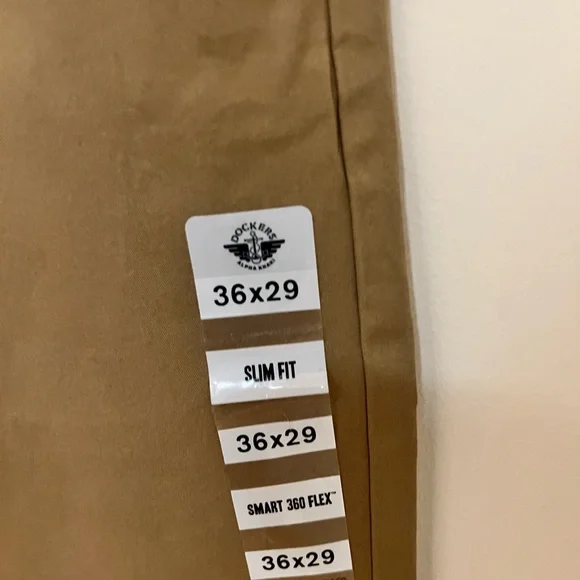 DOCKERS
ALPHA KHAKI
36x29
SLIM FIT
36x29
SMART 360 FLEX™
36x29